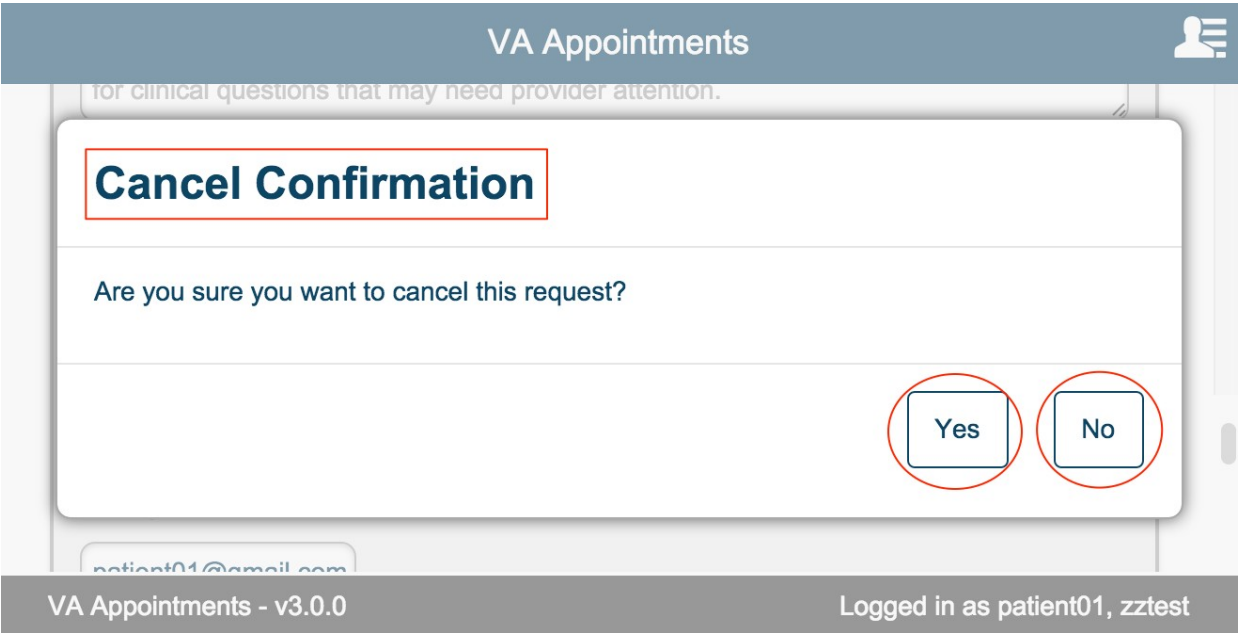 VA Appointments
for clinical questions that may need provider attention.
Cancel Confirmation
Are you sure you want to cancel this request?
Yes
No
patient01@gmail.com
VA Appointments - v3.0.0
Logged in as patient01, zztest